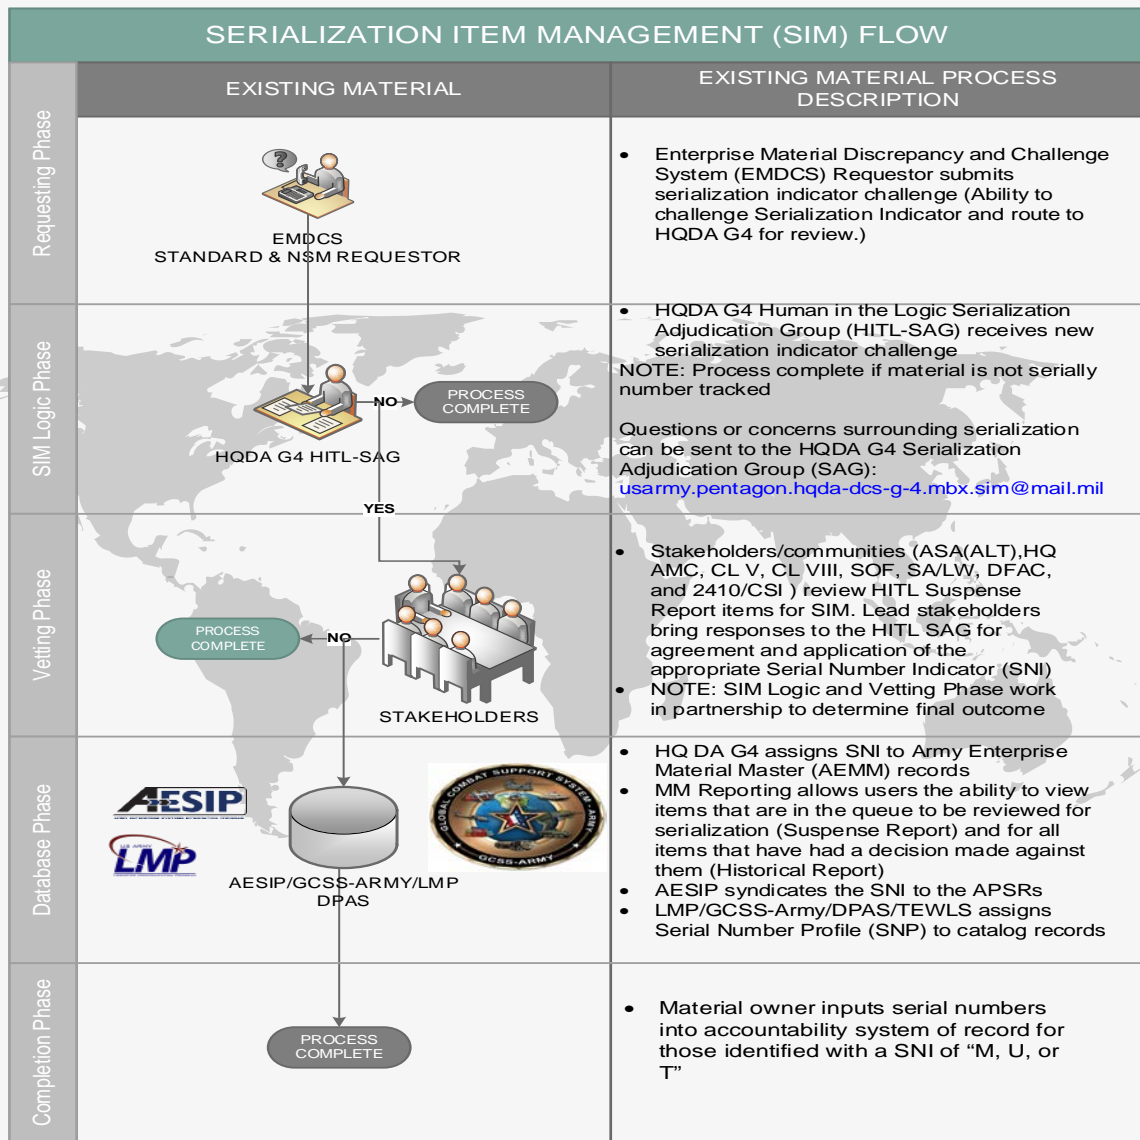 SERIALIZATION ITEM MANAGEMENT (SIM) FLOW
EXISTING MATERIAL
EXISTING MATERIAL PROCESS
DESCRIPTION
Requesting Phase
?
EMDCS
STANDARD & NSM REQUESTOR
• Enterprise Material Discrepancy and Challenge
System (EMDCS) Requestor submits
serialization indicator challenge (Ability to
challenge Serialization Indicator and route to
HQDA G4 for review.)
SIM Logic Phase
NO
PROCESS
COMPLETE
HQDA G4 HITL-SAG
YES
• HQDA G4 Human in the Logic Serialization
Adjudication Group (HITL-SAG) receives new
serialization indicator challenge
NOTE: Process complete if material is not serially
number tracked
Questions or concerns surrounding serialization
can be sent to the HQDA G4 Serialization
Adjudication Group (SAG):
usarmy.pentagon.hqda-dcs-g-4.mbx.sim@mail.mil
Vetting Phase
PROCESS
COMPLETE
NO
STAKEHOLDERS
• Stakeholders/communities (ASA(ALT),HQ
AMC, CL V, CL VIII, SOF, SA/LW, DFAC,
and 2410/CSI ) review HITL Suspense
Report items for SIM. Lead stakeholders
bring responses to the HITL SAG for
agreement and application of the
appropriate Serial Number Indicator (SNI)
• NOTE: SIM Logic and Vetting Phase work
in partnership to determine final outcome
Database Phase
AESIP
U.S. ARMY
LMP
GLOBAL COMBAT SUPPORT SYSTEM - ARMY
GCSS-ARMY
AESIP/GCSS-ARMY/LMP
DPAS
• HQ DA G4 assigns SNI to Army Enterprise
Material Master (AEMM) records
• MM Reporting allows users the ability to view
items that are in the queue to be reviewed for
serialization (Suspense Report) and for all
items that have had a decision made against
them (Historical Report)
• AESIP syndicates the SNI to the APSRs
• LMP/GCSS-Army/DPAS/TEWLS assigns
Serial Number Profile (SNP) to catalog records
Completion Phase
PROCESS
COMPLETE
• Material owner inputs serial numbers
into accountability system of record for
those identified with a SNI of “M, U, or
T”